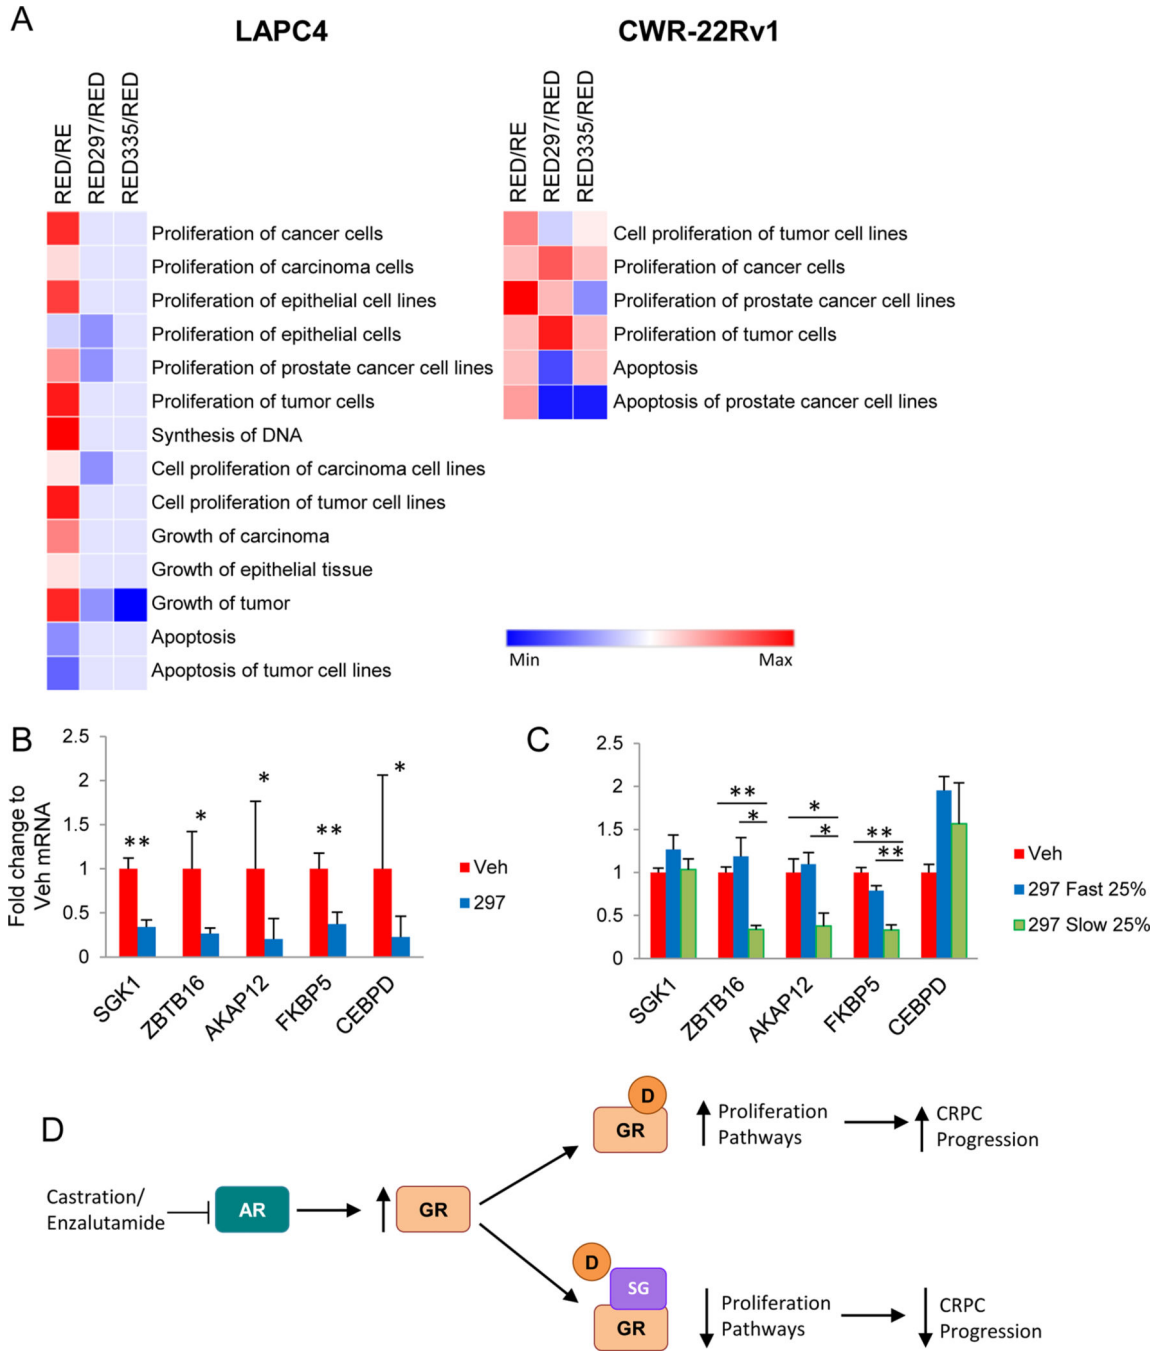 A
LAPC4
CWR-22Rv1
RED/RE
RED297/RED
RED335/RED
RED/RE
RED297/RED
RED335/RED
Proliferation of cancer cells
Proliferation of carcinoma cells
Proliferation of epithelial cell lines
Proliferation of epithelial cells
Proliferation of prostate cancer cell lines
Proliferation of tumor cells
Synthesis of DNA
Cell proliferation of carcinoma cell lines
Cell proliferation of tumor cell lines
Growth of carcinoma
Growth of epithelial tissue
Growth of tumor
Apoptosis
Apoptosis of tumor cell lines
Cell proliferation of tumor cell lines
Proliferation of cancer cells
Proliferation of prostate cancer cell lines
Proliferation of tumor cells
Apoptosis
Apoptosis of prostate cancer cell lines
Min
Max
B
Fold change to
Veh mRNA
2.5
2
1.5
1
0.5
0
**
*
*
**
*
SGK1
ZBTB16
AKAP12
FKBP5
CEBPD
Veh
297
C
2.5
2
1.5
1
0.5
0
**
*
*
*
**
**
SGK1
ZBTB16
AKAP12
FKBP5
CEBPD
Veh
297 Fast 25%
297 Slow 25%
D
Castration/
Enzalutamide
AR
GR
D
GR
Proliferation
Pathways
CRPC
Progression
D
SG
GR
Proliferation
Pathways
CRPC
Progression